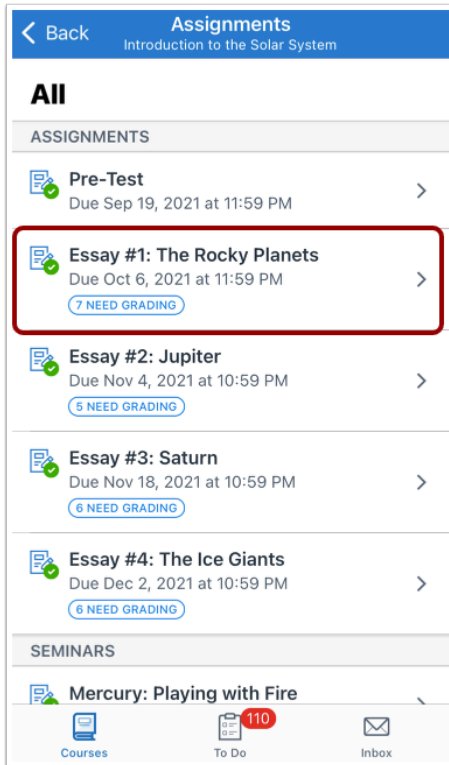 Back
Assignments
Introduction to the Solar System
All
ASSIGNMENTS
Pre-Test
Due Sep 19, 2021 at 11:59 PM
Essay #1: The Rocky Planets
Due Oct 6, 2021 at 11:59 PM
7 NEED GRADING
Essay #2: Jupiter
Due Nov 4, 2021 at 10:59 PM
5 NEED GRADING
Essay #3: Saturn
Due Nov 18, 2021 at 10:59 PM
6 NEED GRADING
Essay #4: The Ice Giants
Due Dec 2, 2021 at 10:59 PM
6 NEED GRADING
SEMINARS
Mercury: Playing with Fire
110
Courses
To Do
Inbox